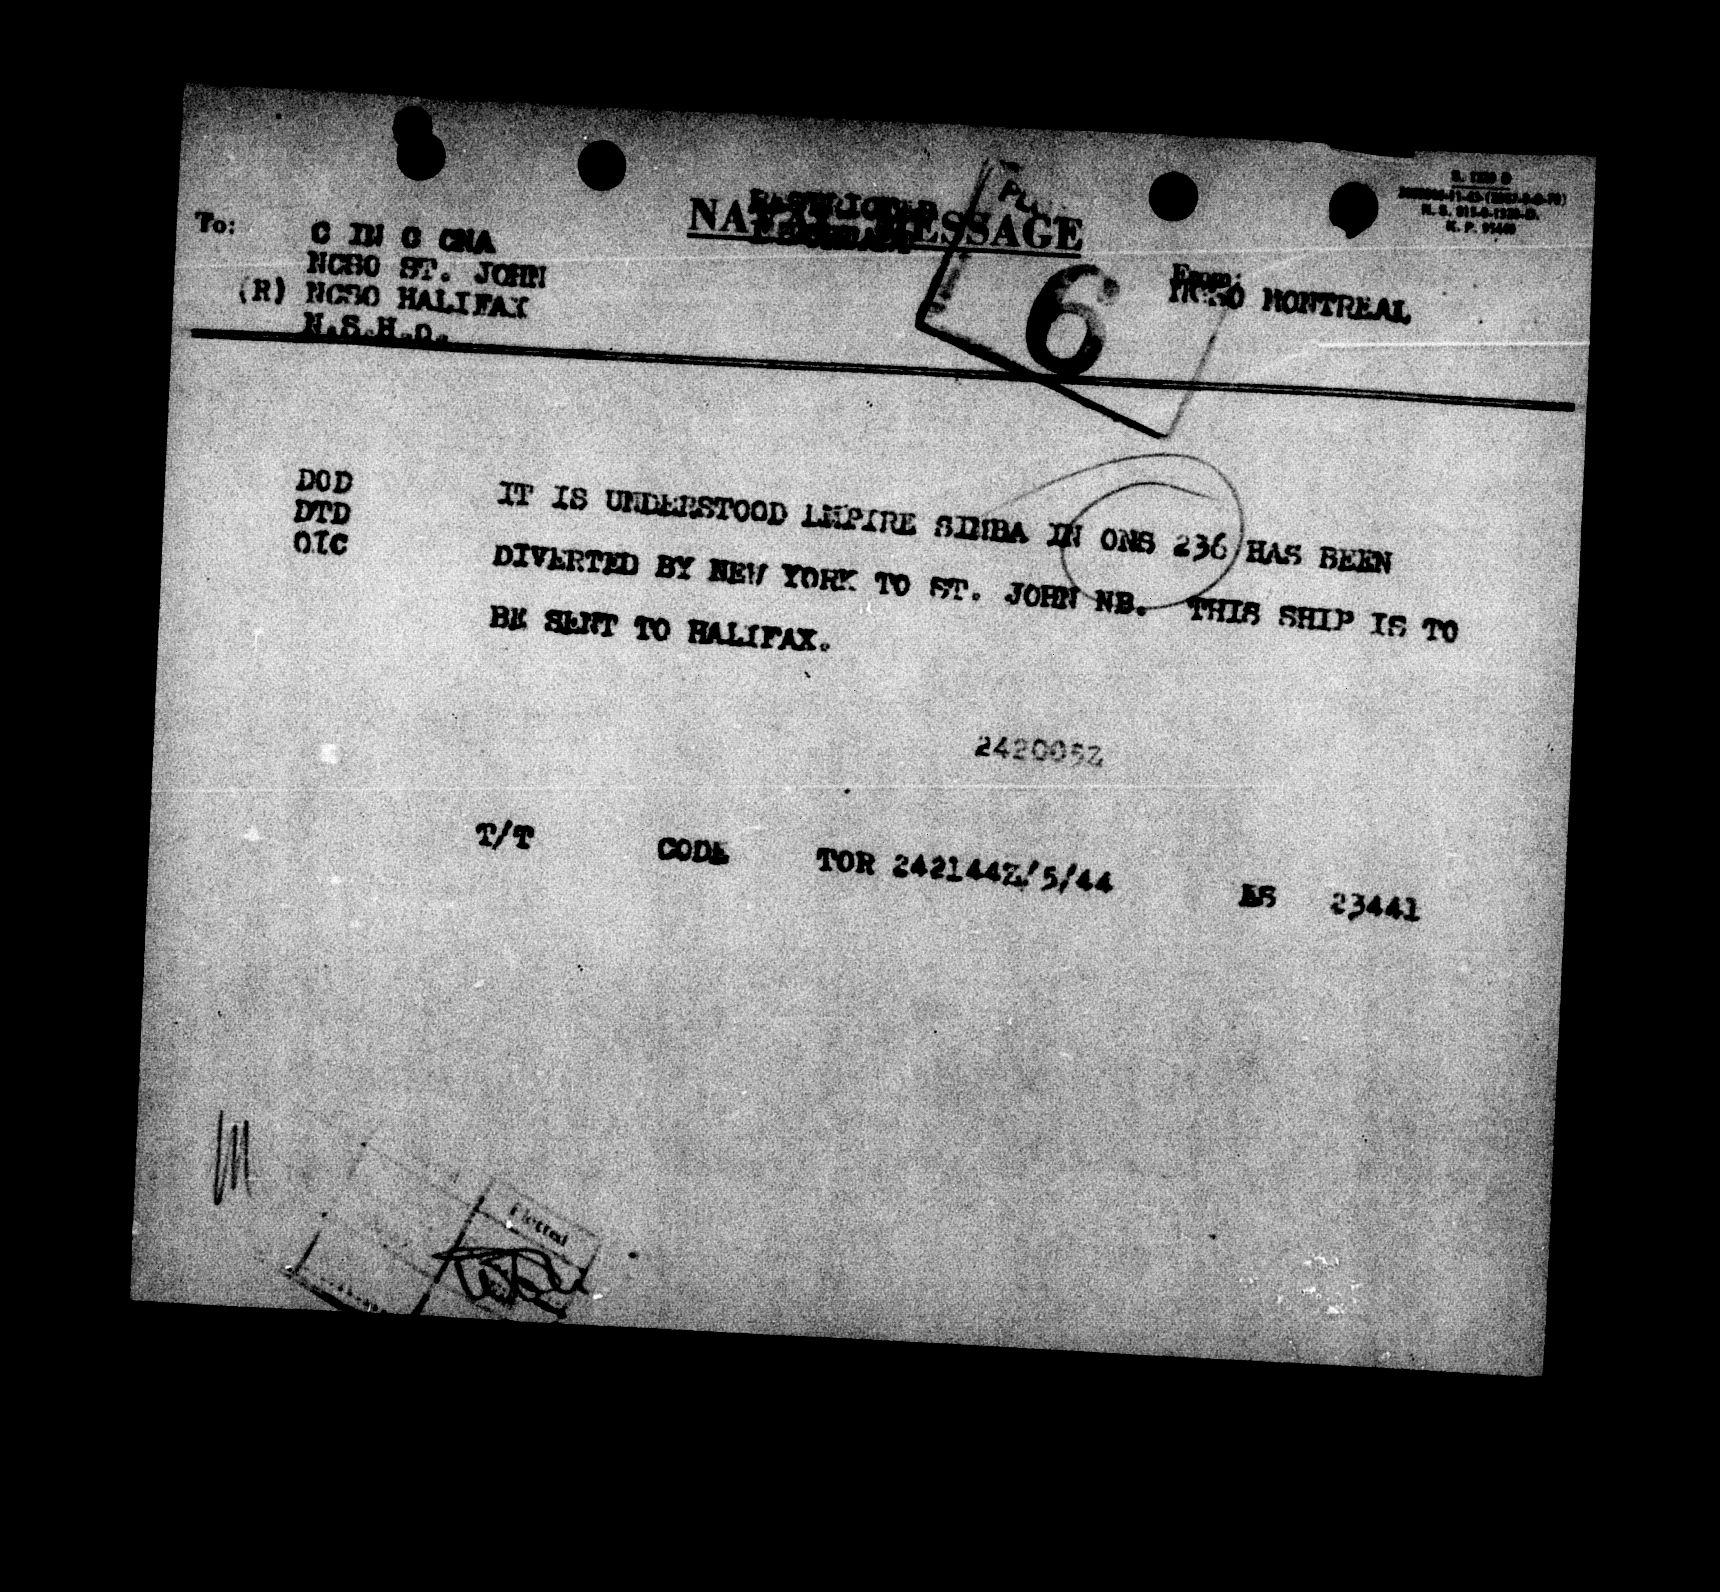 NAVAL MESSAGE
To:
C IN C CNA
NCSO ST. JOHN
(R) NCSO HALIFAX
N.S.H.Q.
From:
NCSO MONTREAL
6
DOD
DTD
OIC
IT IS UNDERSTOOD EMPIRE SIMBA IN ONS 236 HAS BEEN
DIVERTED BY NEW YORK TO ST. JOHN NB. THIS SHIP IS TO
BE SENT TO HALIFAX.
242005Z
T/T CODE TOR 242144Z/5/44 ES 23441
Plotted